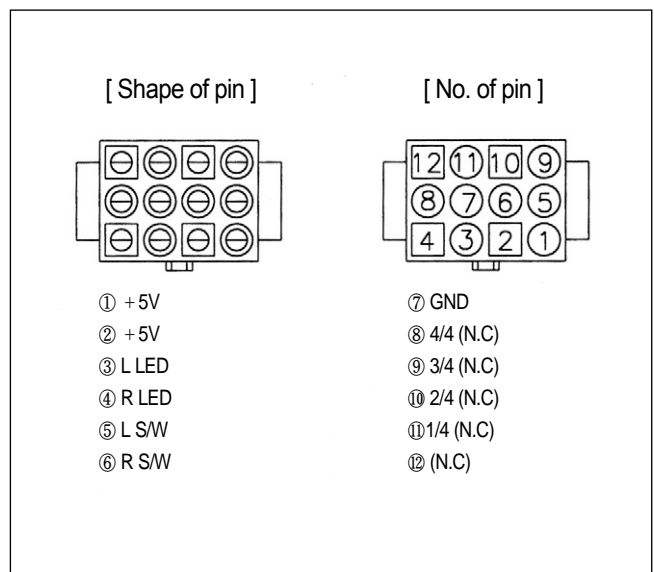 [ Shape of pin ]
[ No. of pin ]
12 11 10 9
8 7 6 5
4 3 2 1
① +5V
② +5V
③ L LED
④ R LED
⑤ L S/W
⑥ R S/W
⑦ GND
⑧ 4/4 (N.C)
⑨ 3/4 (N.C)
⑩ 2/4 (N.C)
⑪1/4 (N.C)
⑫ (N.C)